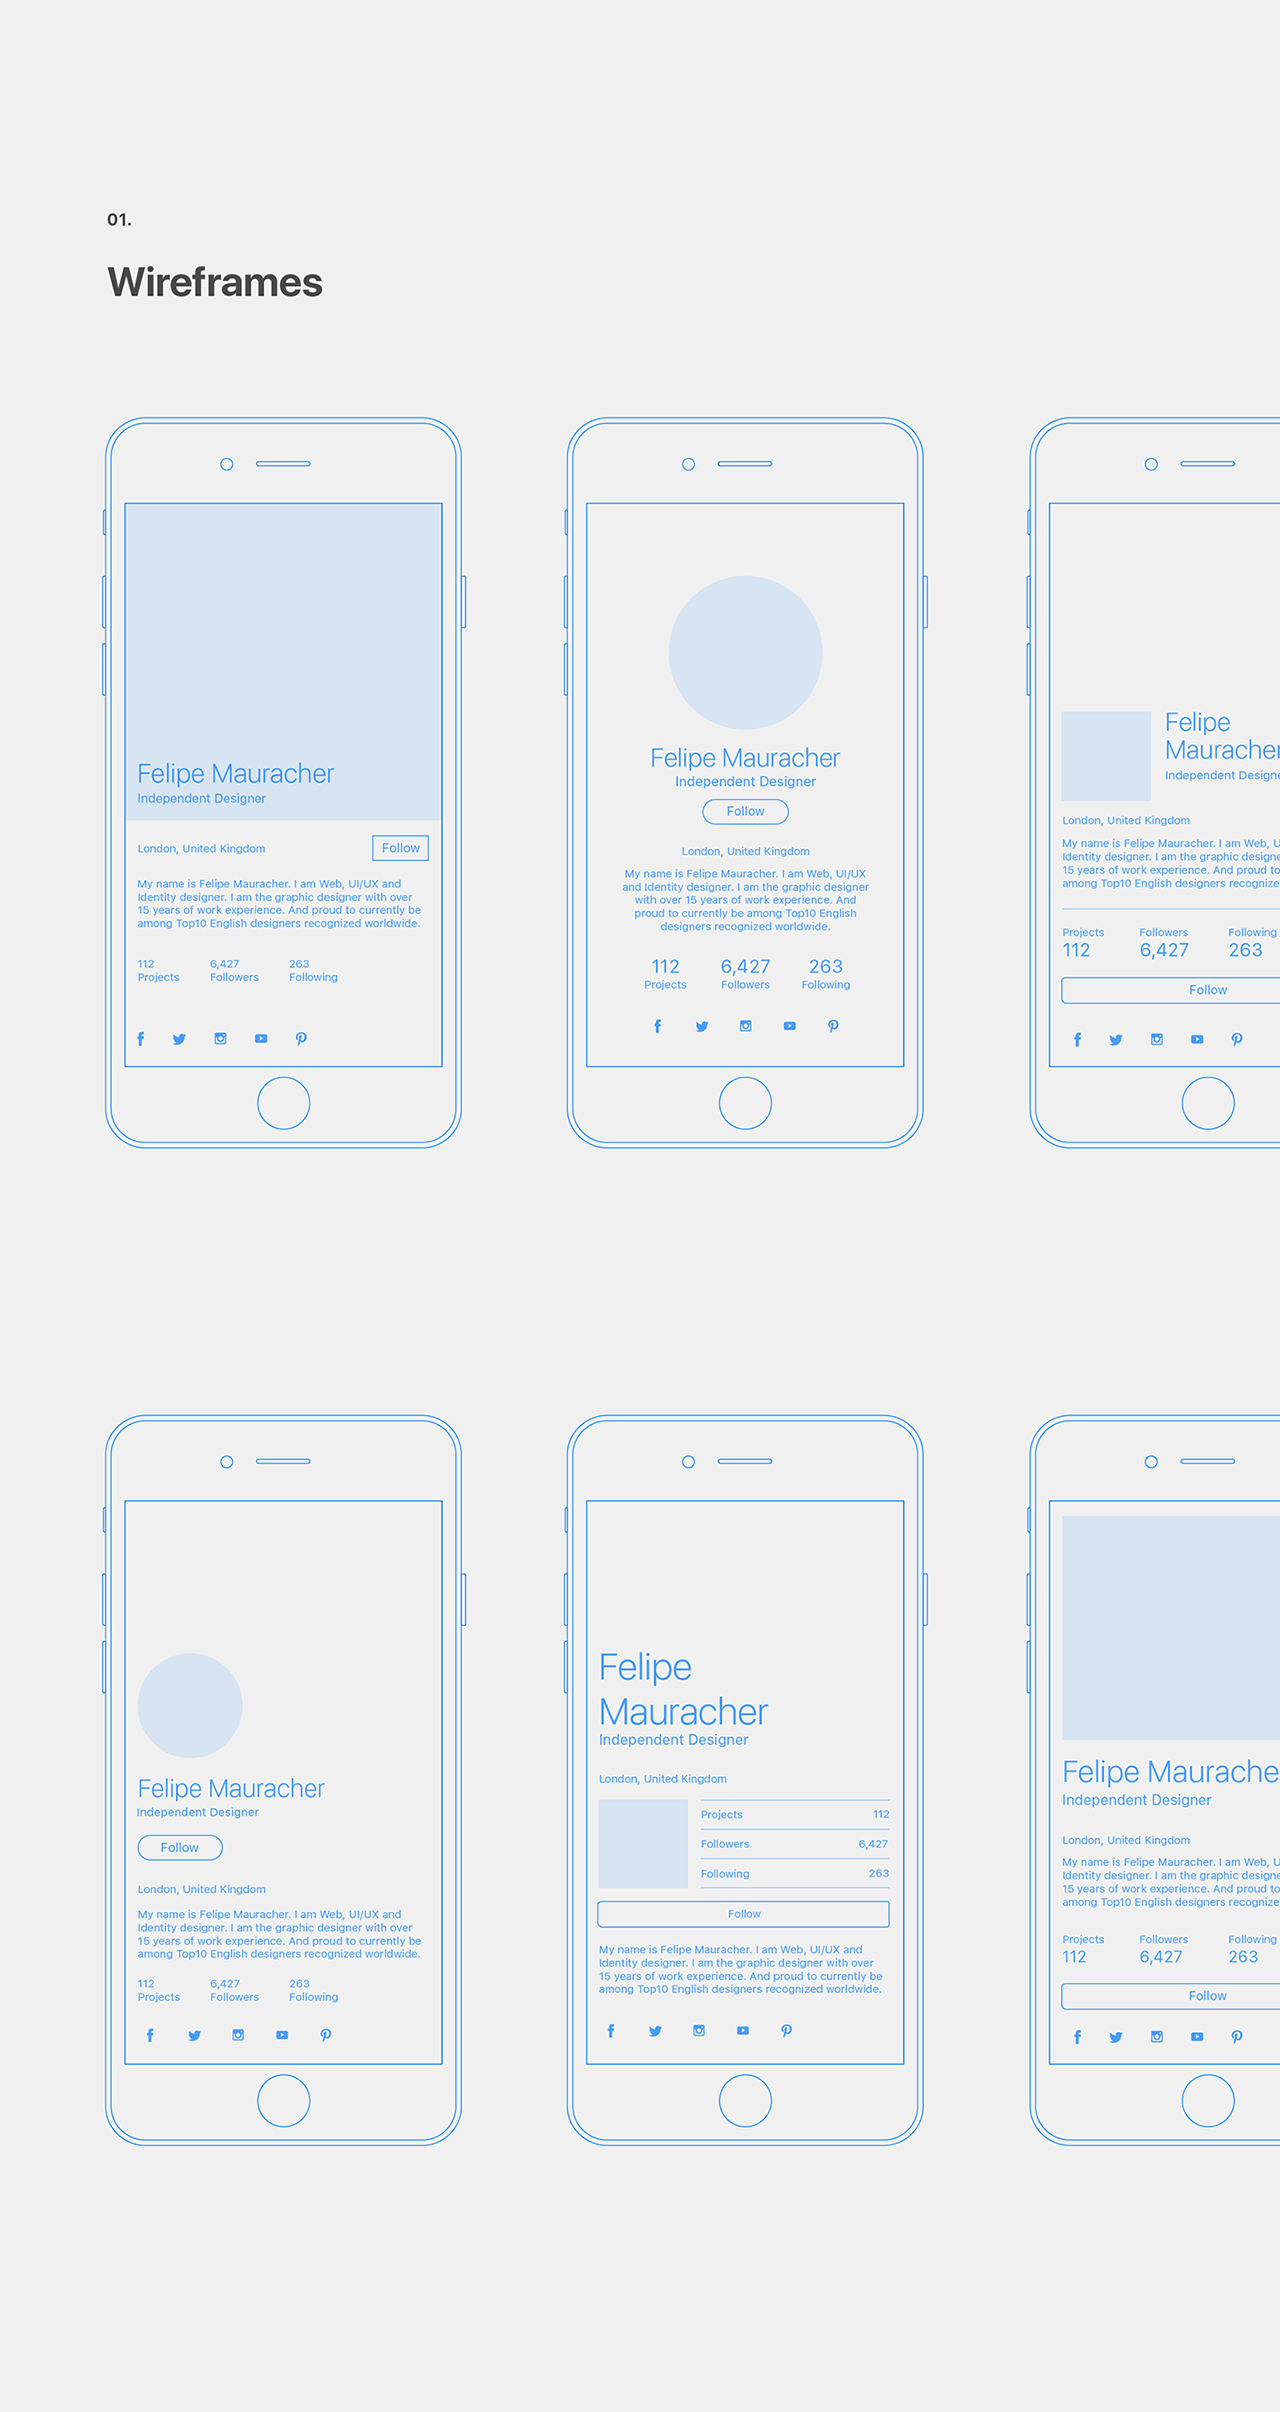 01.
Wireframes
Felipe Mauracher
Independent Designer
London, United Kingdom
Follow
My name is Felipe Mauracher. I am Web, UI/UX and
Identity designer. I am the graphic designer with over
15 years of work experience. And proud to currently be
among Top10 English designers recognized worldwide.
112 6,427 263
Projects Followers Following
Felipe Mauracher
Independent Designer
Follow
London, United Kingdom
My name is Felipe Mauracher. I am Web, UI/UX
and Identity designer. I am the graphic designer
with over 15 years of work experience. And
proud to currently be among Top10 English
designers recognized worldwide.
112 6,427 263
Projects Followers Following
Felipe
Mauracher
Independent Designe
London, United Kingdom
My name is Felipe Mauracher. I am Web, U
Identity designer. I am the graphic designe
15 years of work experience. And proud to
among Top10 English designers recognize
Projects Followers Following
112 6,427 263
Follow
Felipe Mauracher
Independent Designer
Follow
London, United Kingdom
My name is Felipe Mauracher. I am Web, UI/UX and
Identity designer. I am the graphic designer with over
15 years of work experience. And proud to currently be
among Top10 English designers recognized worldwide.
112 6,427 263
Projects Followers Following
Felipe
Mauracher
Independent Designer
London, United Kingdom
Projects 112
Followers 6,427
Following 263
Follow
My name is Felipe Mauracher. I am Web, UI/UX and
Identity designer. I am the graphic designer with over
15 years of work experience. And proud to currently be
among Top10 English designers recognized worldwide.
Felipe Maurache
Independent Designer
London, United Kingdom
My name is Felipe Mauracher. I am Web, U
Identity designer. I am the graphic designe
15 years of work experience. And proud to
among Top10 English designers recognize
Projects Followers Following
112 6,427 263
Follow